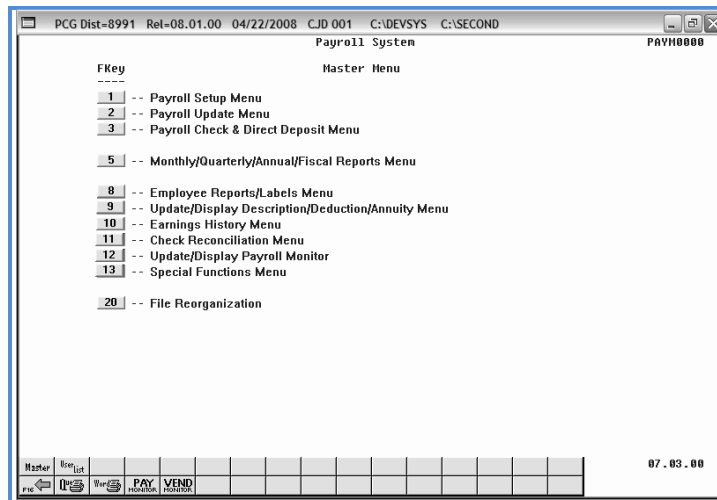 PCG Dist=8991 Rel=08.01.00 04/22/2008 CJD 001 C:\DEVSYS C:\SECOND
Payroll System PAYM0000
FKey Master Menu
----
1 -- Payroll Setup Menu
2 -- Payroll Update Menu
3 -- Payroll Check & Direct Deposit Menu
5 -- Monthly/Quarterly/Annual/Fiscal Reports Menu
8 -- Employee Reports/Labels Menu
9 -- Update/Display Description/Deduction/Annuity Menu
10 -- Earnings History Menu
11 -- Check Reconciliation Menu
12 -- Update/Display Payroll Monitor
13 -- Special Functions Menu
20 -- File Reorganization
Master User List 07.03.00
F16 Que Word PAY MONITOR VEND MONITOR